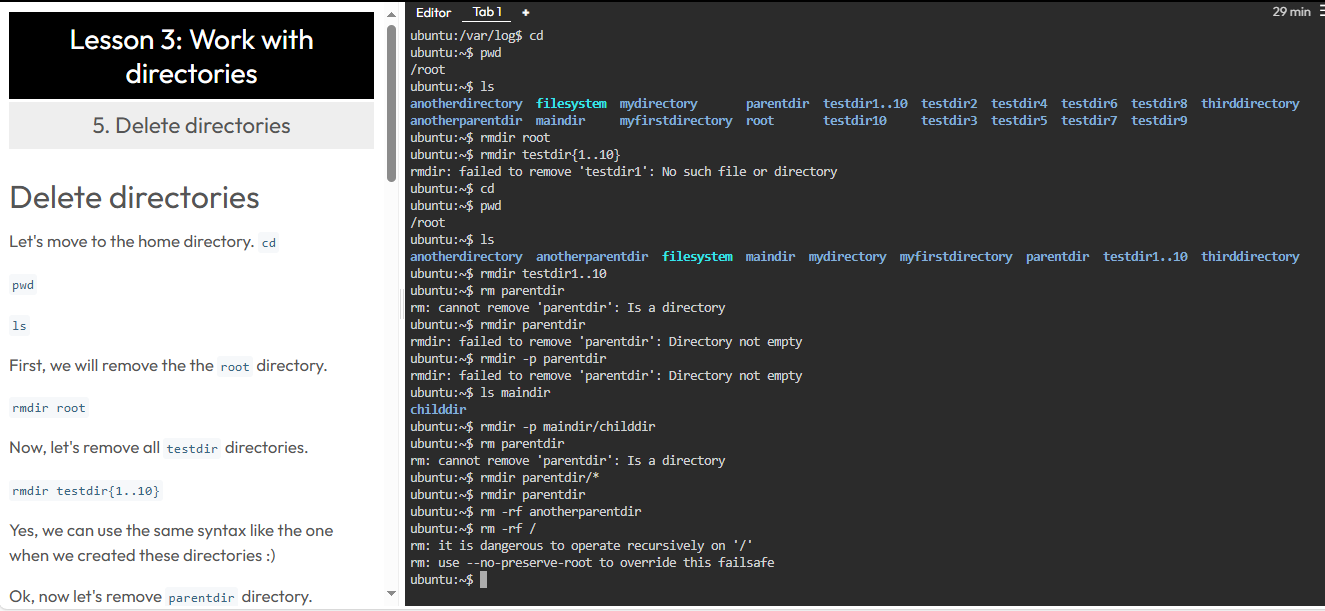 Lesson 3: Work with
directories
5. Delete directories
Delete directories
Let's move to the home directory. cd
pwd
ls
First, we will remove the the root directory.
rmdir root
Now, let's remove all testdir directories.
rmdir testdir{1..10}
Yes, we can use the same syntax like the one
when we created these directories :)
Ok, now let's remove parentdir directory.
Editor Tab 1 + 29 min
ubuntu:/var/log$ cd
ubuntu:~$ pwd
/root
ubuntu:~$ ls
anotherdirectory filesystem mydirectory parentdir testdir1..10 testdir2 testdir4 testdir6 testdir8 thirddirectory
anotherparentdir maindir myfirstdirectory root testdir10 testdir3 testdir5 testdir7 testdir9
ubuntu:~$ rmdir root
ubuntu:~$ rmdir testdir{1..10}
rmdir: failed to remove 'testdir1': No such file or directory
ubuntu:~$ cd
ubuntu:~$ pwd
/root
ubuntu:~$ ls
anotherdirectory anotherparentdir filesystem maindir mydirectory myfirstdirectory parentdir testdir1..10 thirddirectory
ubuntu:~$ rmdir testdir1..10
ubuntu:~$ rm parentdir
rm: cannot remove 'parentdir': Is a directory
ubuntu:~$ rmdir parentdir
rmdir: failed to remove 'parentdir': Directory not empty
ubuntu:~$ rmdir -p parentdir
rmdir: failed to remove 'parentdir': Directory not empty
ubuntu:~$ ls maindir
childdir
ubuntu:~$ rmdir -p maindir/childdir
ubuntu:~$ rm parentdir
rm: cannot remove 'parentdir': Is a directory
ubuntu:~$ rmdir parentdir/*
ubuntu:~$ rmdir parentdir
ubuntu:~$ rm -rf anotherparentdir
ubuntu:~$ rm -rf /
rm: it is dangerous to operate recursively on '/'
rm: use --no-preserve-root to override this failsafe
ubuntu:~$